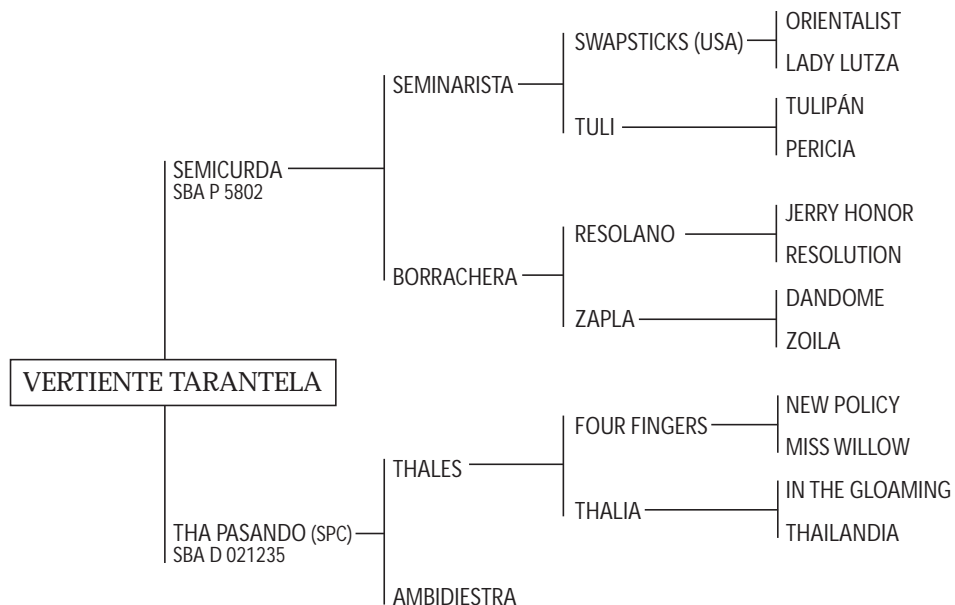 ORIENTALIST
SWAPSTICKS (USA)
LADY LUTZA
SEMINARISTA
TULIPÁN
TULI
PERICIA
SEMICURDA
SBA P 5802
JERRY HONOR
RESOLANO
RESOLUTION
BORRACHERA
DANDOME
ZAPLA
ZOILA
VERTIENTE TARANTELA
NEW POLICY
FOUR FINGERS
MISS WILLOW
THALES
IN THE GLOAMING
THALIA
THAILANDIA
THA PASANDO (SPC)
SBA D 021235
AMBIDIESTRA